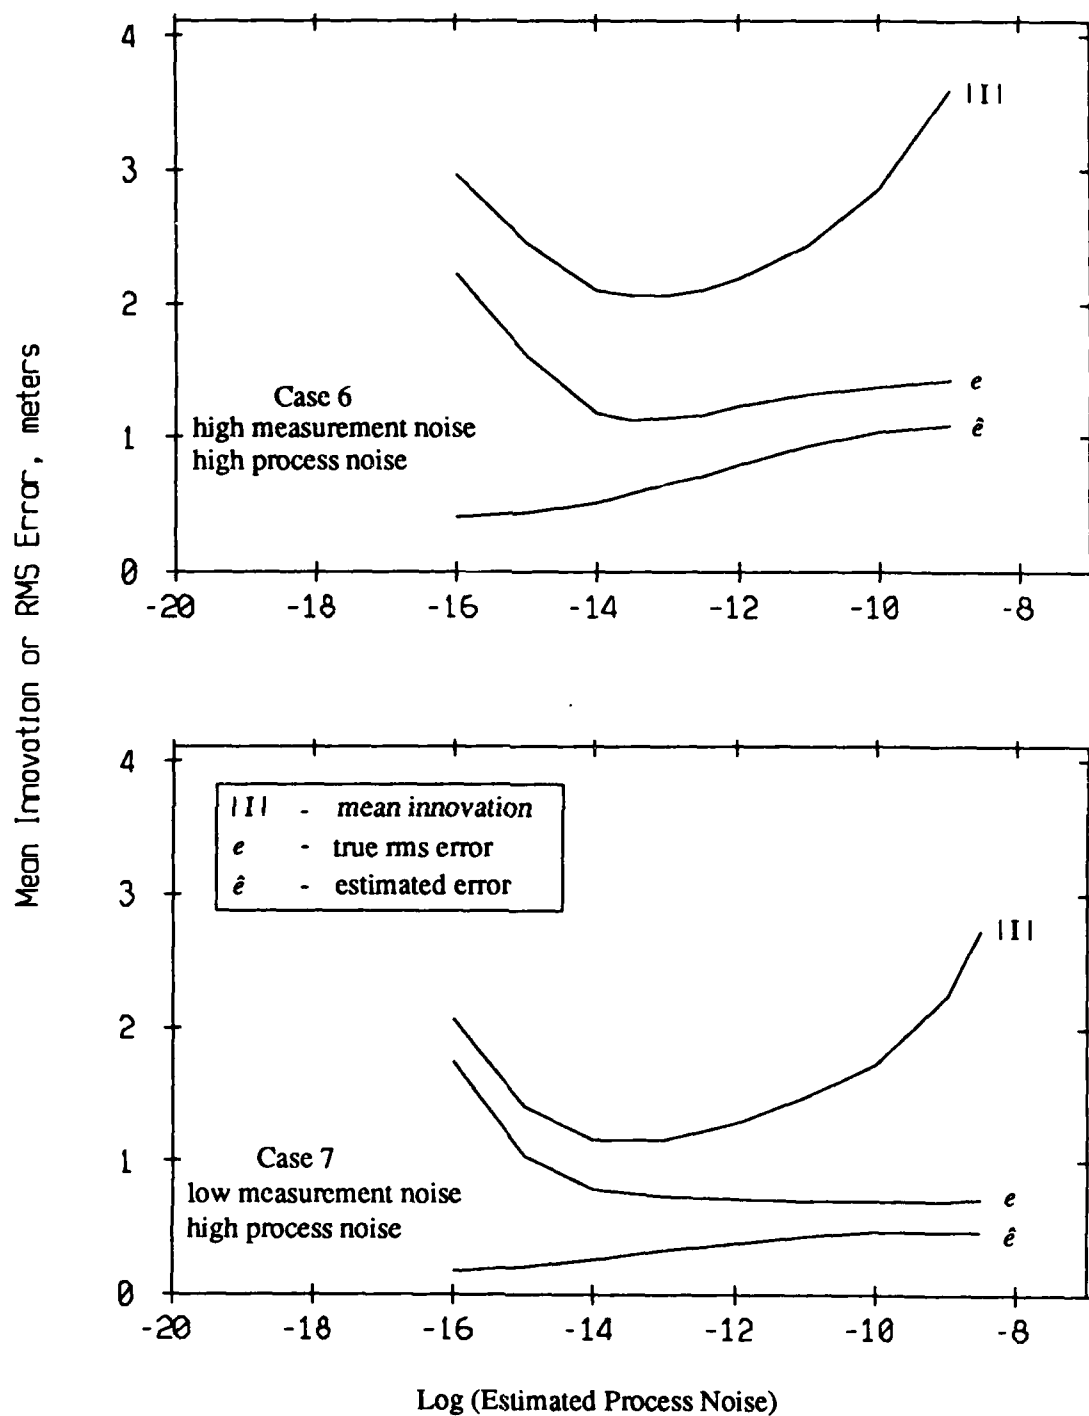 Mean Innovation or RMS Error, meters
4
3
2
1
0
|I|
e
ê
Case 6
high measurement noise
high process noise
-20 -18 -16 -14 -12 -10 -8
4
3
2
1
0
|I| - mean innovation
e - true rms error
ê - estimated error
|I|
e
ê
Case 7
low measurement noise
high process noise
-20 -18 -16 -14 -12 -10 -8
Log (Estimated Process Noise)